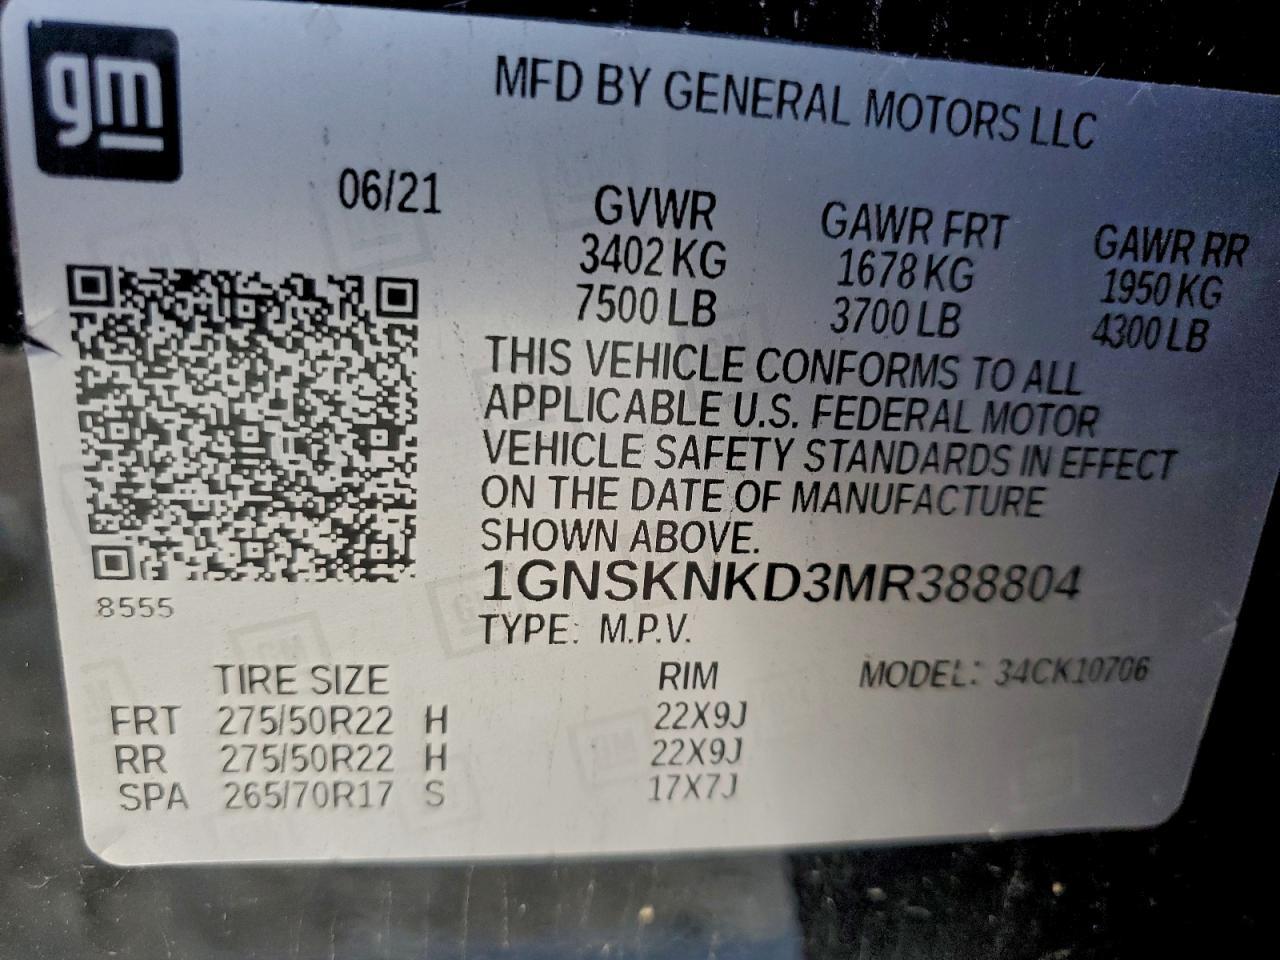 gm
MFD BY GENERAL MOTORS LLC
06/21
GVWR GAWR FRT GAWR RR
3402 KG 1678 KG 1950 KG
7500 LB 3700 LB 4300 LB
THIS VEHICLE CONFORMS TO ALL
APPLICABLE U.S. FEDERAL MOTOR
VEHICLE SAFETY STANDARDS IN EFFECT
ON THE DATE OF MANUFACTURE
SHOWN ABOVE.
1GNSKNKD3MR388804
8555
TYPE: M.P.V.
TIRE SIZE RIM MODEL: 34CK10706
FRT 275/50R22 H 22X9J
RR 275/50R22 H 22X9J
SPA 265/70R17 S 17X7J